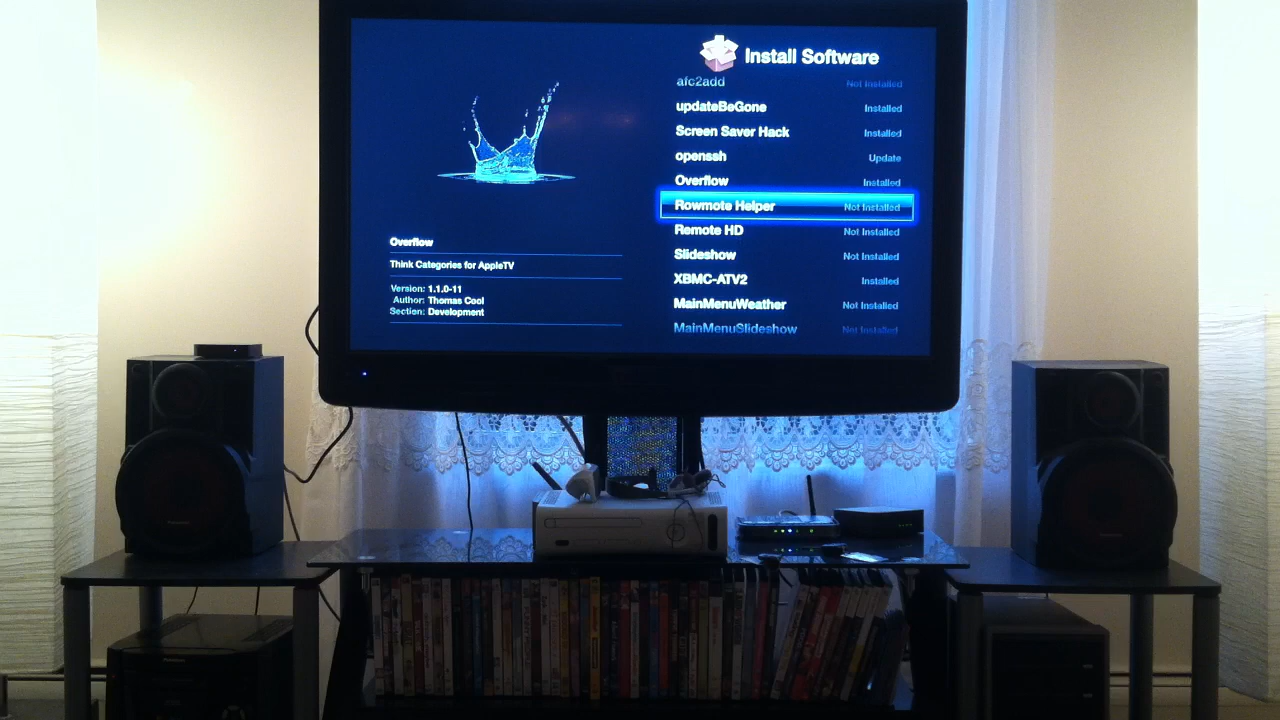 Install Software
afc2add Not Installed
updateBeGone Installed
Screen Saver Hack Installed
openssh Update
Overflow Installed
Rowmote Helper Not Installed
Remote HD Not Installed
Slideshow Not Installed
XBMC-ATV2 Installed
MainMenuWeather Not Installed
MainMenuSlideshow Not Installed
Overflow
Think Categories for AppleTV
Version: 1.1.0-11
Author: Thomas Cool
Section: Development
Panasonic